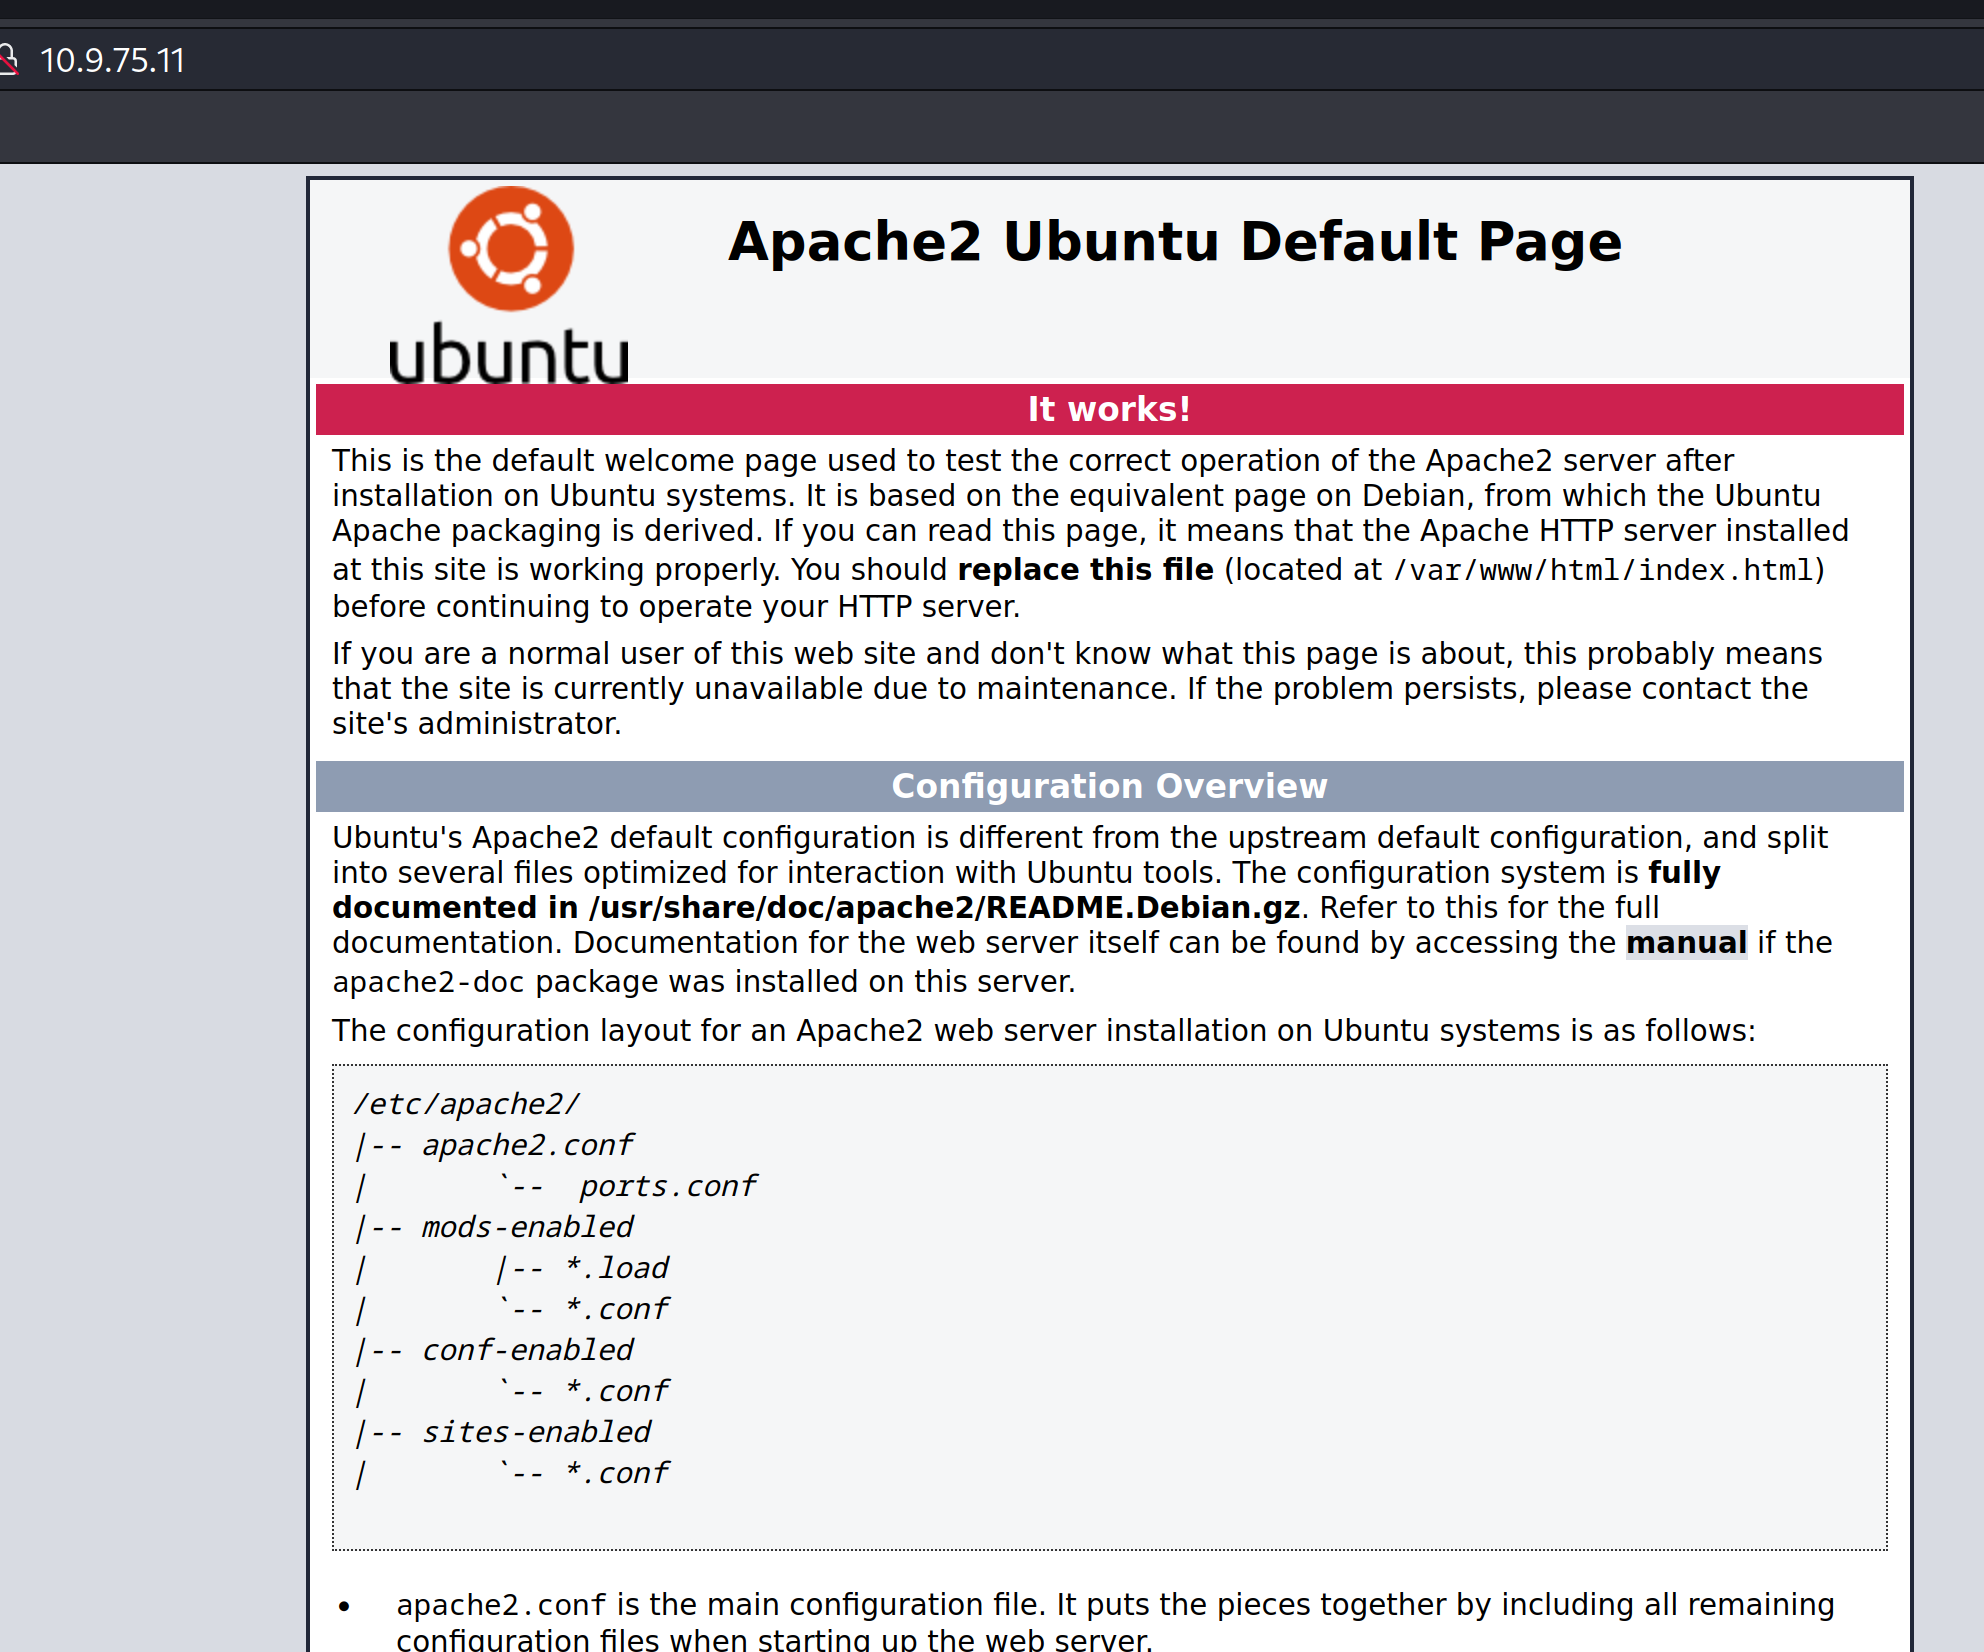 10.9.75.11
ubuntu
Apache2 Ubuntu Default Page
It works!
This is the default welcome page used to test the correct operation of the Apache2 server after
installation on Ubuntu systems. It is based on the equivalent page on Debian, from which the Ubuntu
Apache packaging is derived. If you can read this page, it means that the Apache HTTP server installed
at this site is working properly. You should replace this file (located at /var/www/html/index.html)
before continuing to operate your HTTP server.
If you are a normal user of this web site and don't know what this page is about, this probably means
that the site is currently unavailable due to maintenance. If the problem persists, please contact the
site's administrator.
Configuration Overview
Ubuntu's Apache2 default configuration is different from the upstream default configuration, and split
into several files optimized for interaction with Ubuntu tools. The configuration system is fully
documented in /usr/share/doc/apache2/README.Debian.gz. Refer to this for the full
documentation. Documentation for the web server itself can be found by accessing the manual if the
apache2-doc package was installed on this server.
The configuration layout for an Apache2 web server installation on Ubuntu systems is as follows:
/etc/apache2/
|-- apache2.conf
|       `--  ports.conf
|-- mods-enabled
|       |-- *.load
|       `-- *.conf
|-- conf-enabled
|       `-- *.conf
|-- sites-enabled
|       `-- *.conf
• apache2.conf is the main configuration file. It puts the pieces together by including all remaining
configuration files when starting up the web server.